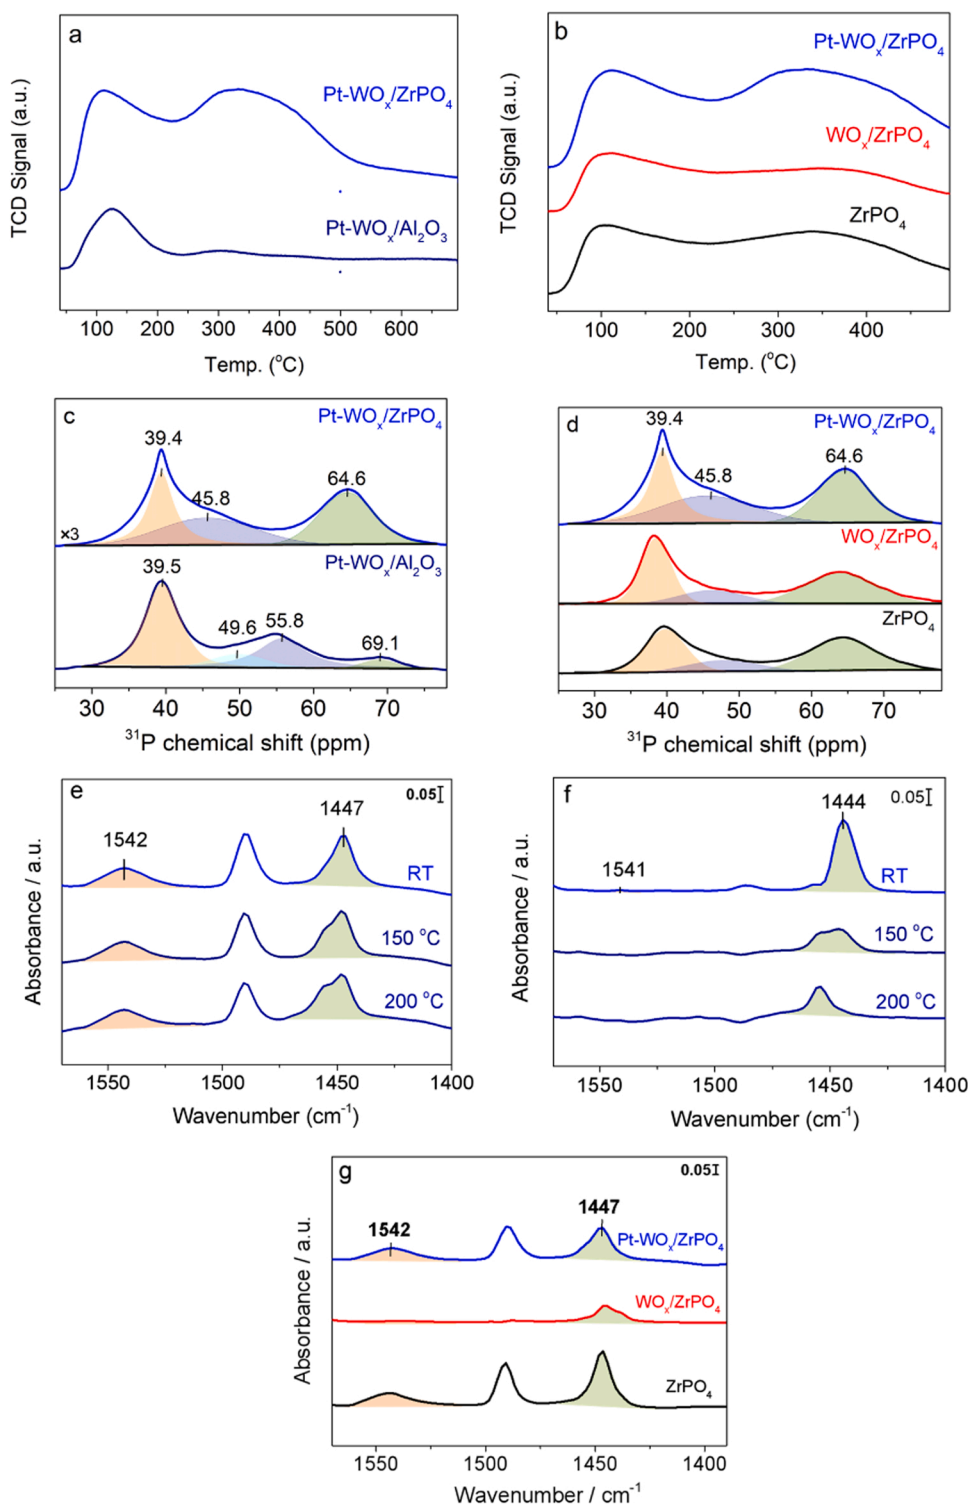 a
TCD Signal (a.u.)
Pt-WOₓ/ZrPO₄
Pt-WOₓ/Al₂O₃
100 200 300 400 500 600
Temp. (°C)
b
TCD Signal (a.u.)
Pt-WOₓ/ZrPO₄
WOₓ/ZrPO₄
ZrPO₄
100 200 300 400
Temp. (°C)
c
Pt-WOₓ/ZrPO₄
39.4
45.8
64.6
×3
Pt-WOₓ/Al₂O₃
39.5
49.6
55.8
69.1
30 40 50 60 70
³¹P chemical shift (ppm)
d
39.4
Pt-WOₓ/ZrPO₄
45.8
64.6
WOₓ/ZrPO₄
ZrPO₄
30 40 50 60 70
³¹P chemical shift (ppm)
e
0.05
Absorbance / a.u.
1542
1447
RT
150 °C
200 °C
1550 1500 1450 1400
Wavenumber (cm⁻¹)
f
0.05
Absorbance / a.u.
1541
1444
RT
150 °C
200 °C
1550 1500 1450 1400
Wavenumber (cm⁻¹)
g
0.05
Absorbance / a.u.
1542
1447
Pt-WOₓ/ZrPO₄
WOₓ/ZrPO₄
ZrPO₄
1550 1500 1450 1400
Wavenumber / cm⁻¹